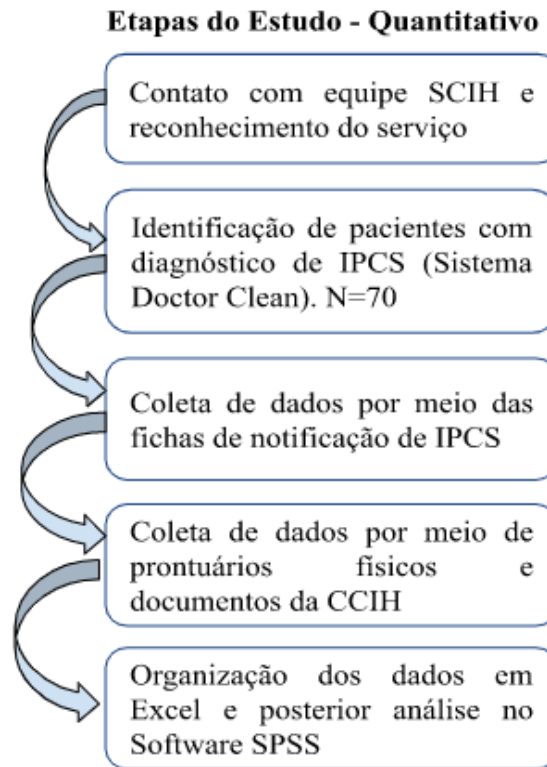 Etapas do Estudo - Quantitativo
Contato com equipe SCIH e
reconhecimento do serviço
Identificação de pacientes com
diagnóstico de IPCS (Sistema
Doctor Clean). N=70
Coleta de dados por meio das
fichas de notificação de IPCS
Coleta de dados por meio de
prontuários físicos e
documentos da CCIH
Organização dos dados em
Excel e posterior análise no
Software SPSS